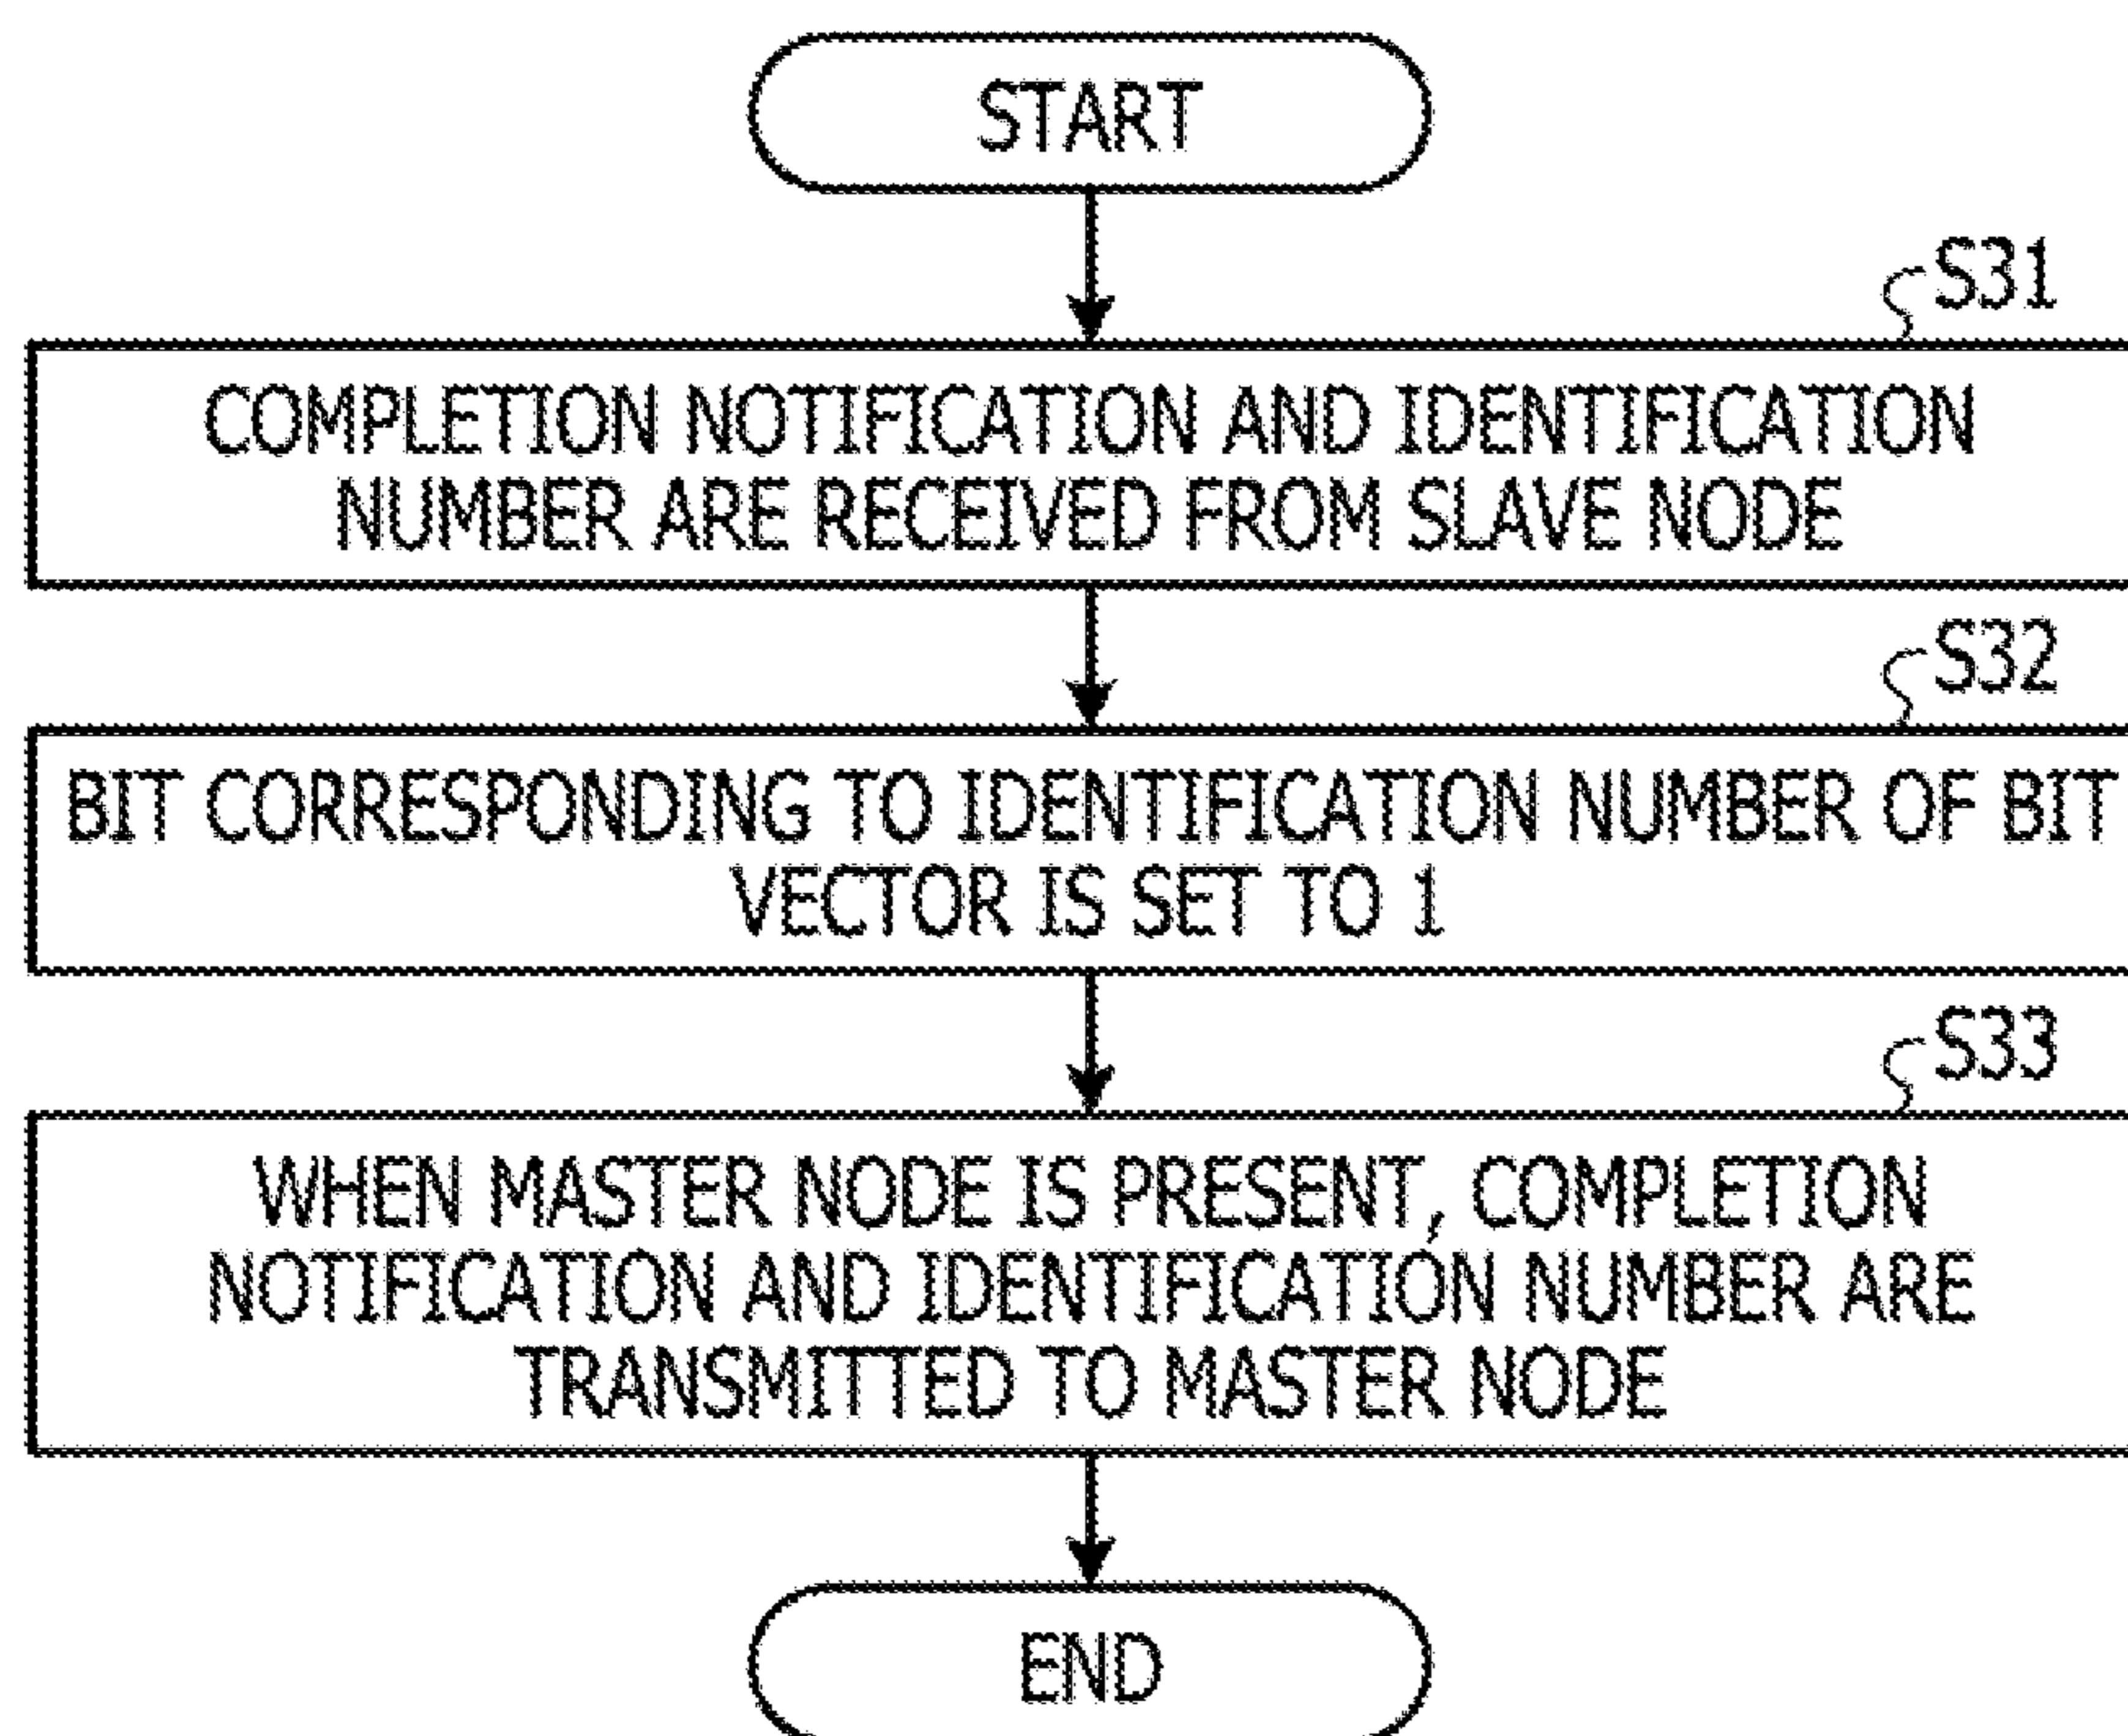 START
S31
COMPLETION NOTIFICATION AND IDENTIFICATION
NUMBER ARE RECEIVED FROM SLAVE NODE
S32
BIT CORRESPONDING TO IDENTIFICATION NUMBER OF BIT
VECTOR IS SET TO 1
S33
WHEN MASTER NODE IS PRESENT, COMPLETION
NOTIFICATION AND IDENTIFICATION NUMBER ARE
TRANSMITTED TO MASTER NODE
END